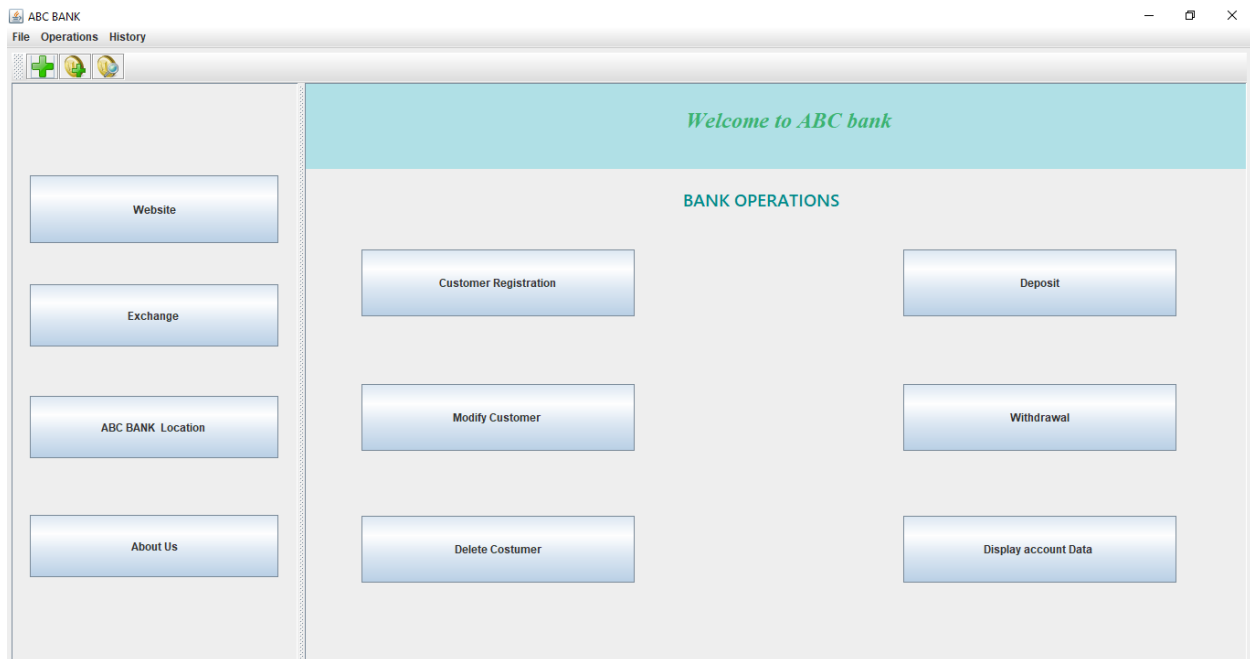 ABC BANK
File Operations History
Welcome to ABC bank
BANK OPERATIONS
Website
Exchange
ABC BANK Location
About Us
Customer Registration
Deposit
Modify Customer
Withdrawal
Delete Costumer
Display account Data